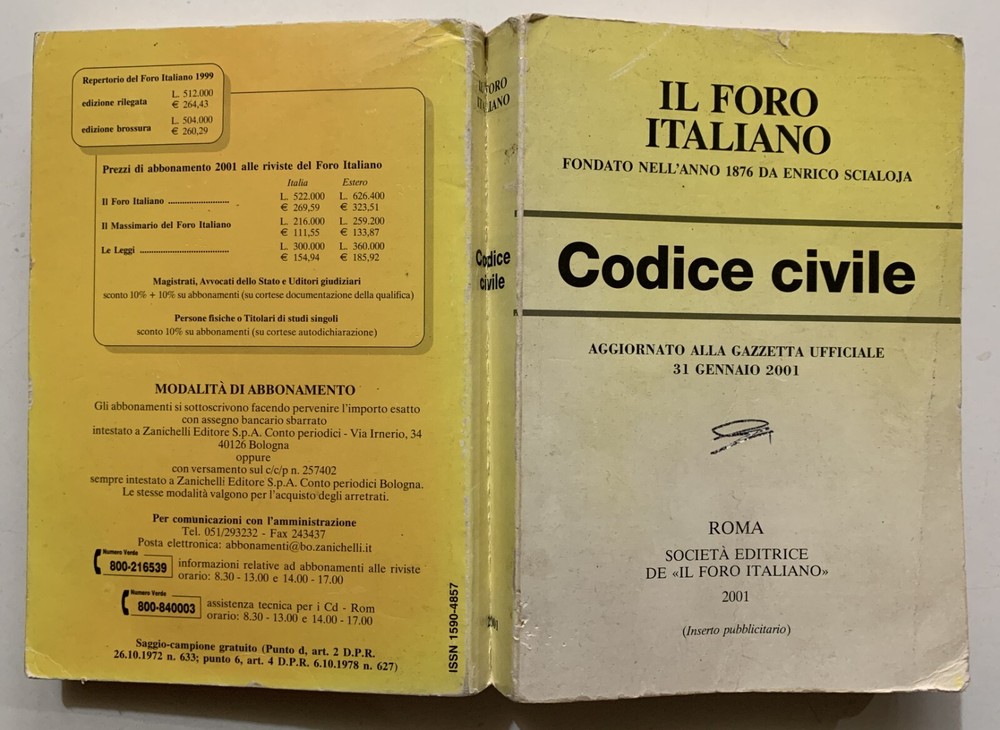 Repertorio del Foro Italiano 1999
edizione rilegata L. 512.000
€ 264,43
edizione brossura L. 504.000
€ 260,29
Prezzi di abbonamento 2001 alle riviste del Foro Italiano
Italia Estero
Il Foro Italiano ........................... L. 522.000 L. 626.400
€ 269,59 € 323,51
Il Massimario del Foro Italiano L. 216.000 L. 259.200
€ 111,55 € 133,87
Le Leggi ....................................... L. 300.000 L. 360.000
€ 154,94 € 185,92
Magistrati, Avvocati dello Stato e Uditori giudiziari
sconto 10% + 10% su abbonamenti (su cortese documentazione della qualifica)
Persone fisiche o Titolari di studi singoli
sconto 10% su abbonamenti (su cortese autodichiarazione)
MODALITÀ DI ABBONAMENTO
Gli abbonamenti si sottoscrivono facendo pervenire l'importo esatto
con assegno bancario sbarrato
intestato a Zanichelli Editore S.p.A. Conto periodici - Via Irnerio, 34
40126 Bologna
oppure
con versamento sul c/c/p n. 257402
sempre intestato a Zanichelli Editore S.p.A. Conto periodici Bologna.
Le stesse modalità valgono per l'acquisto degli arretrati.
Per comunicazioni con l'amministrazione
Tel. 051/293232 - Fax 243437
Posta elettronica: abbonamenti@bo.zanichelli.it
Numero Verde
800-216539 informazioni relative ad abbonamenti alle riviste
orario: 8.30 - 13.00 e 14.00 - 17.00
Numero Verde
800-840003 assistenza tecnica per i Cd - Rom
orario: 8.30 - 13.00 e 14.00 - 17.00
Saggio-campione gratuito (Punto d, art. 2 D.P.R.
26.10.1972 n. 633; punto 6, art. 4 D.P.R. 6.10.1978 n. 627)
ISSN 1590-4857
IL FORO
ITALIANO
Codice
civile
2001
IL FORO
ITALIANO
FONDATO NELL'ANNO 1876 DA ENRICO SCIALOJA
Codice civile
AGGIORNATO ALLA GAZZETTA UFFICIALE
31 GENNAIO 2001
ROMA
SOCIETÀ EDITRICE
DE «IL FORO ITALIANO»
2001
(Inserto pubblicitario)